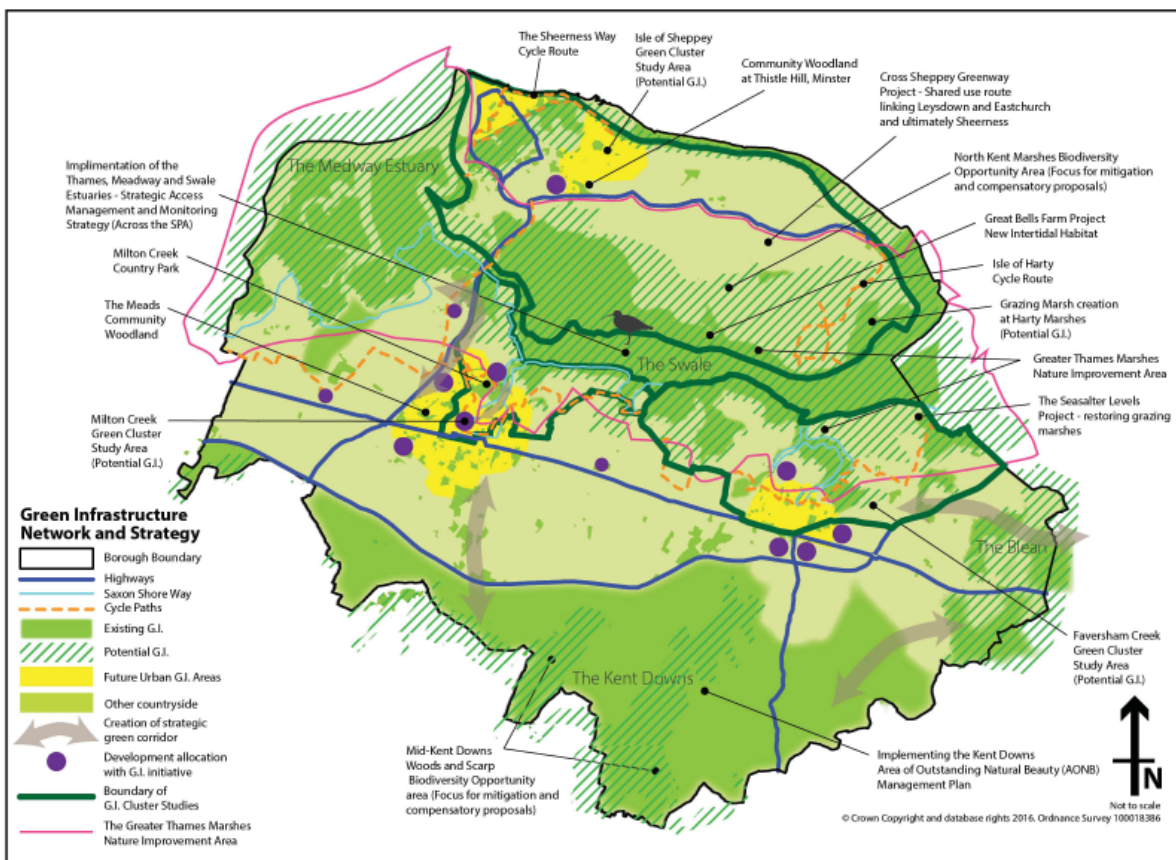 The Sheerness Way
Cycle Route
Isle of Sheppey
Green Cluster
Study Area
(Potential G.I.)
Community Woodland
at Thistle Hill, Minster
Cross Sheppey Greenway
Project - Shared use route
linking Leysdown and Eastchurch
and ultimately Sheerness
North Kent Marshes Biodiversity
Opportunity Area (Focus for mitigation
and compensatory proposals)
Great Bells Farm Project
New Intertidal Habitat
Isle of Harty
Cycle Route
Grazing Marsh creation
at Harty Marshes
(Potential G.I.)
Greater Thames Marshes
Nature Improvement Area
The Seasalter Levels
Project - restoring grazing
marshes
Implimentation of the
Thames, Meadway and Swale
Estuaries - Strategic Access
Management and Monitoring
Strategy (Across the SPA)
Milton Creek
Country Park
The Meads
Community
Woodland
Milton Creek
Green Cluster
Study Area
(Potential G.I.)
The Medway Estuary
The Swale
The Blean
The Kent Downs
Green Infrastructure
Network and Strategy
Borough Boundary
Highways
Saxon Shore Way
Cycle Paths
Existing G.I.
Potential G.I.
Future Urban G.I. Areas
Other countryside
Creation of strategic
green corridor
Development allocation
with G.I. initiative
Boundary of
G.I. Cluster Studies
The Greater Thames Marshes
Nature Improvement Area
Mid-Kent Downs
Woods and Scarp
Biodiversity Opportunity
area (Focus for mitigation and
compensatory proposals)
Implementing the Kent Downs
Area of Outstanding Natural Beauty (AONB)
Management Plan
Faversham Creek
Green Cluster
Study Area
(Potential G.I.)
N
Not to scale
© Crown Copyright and database rights 2016. Ordnance Survey 100018386